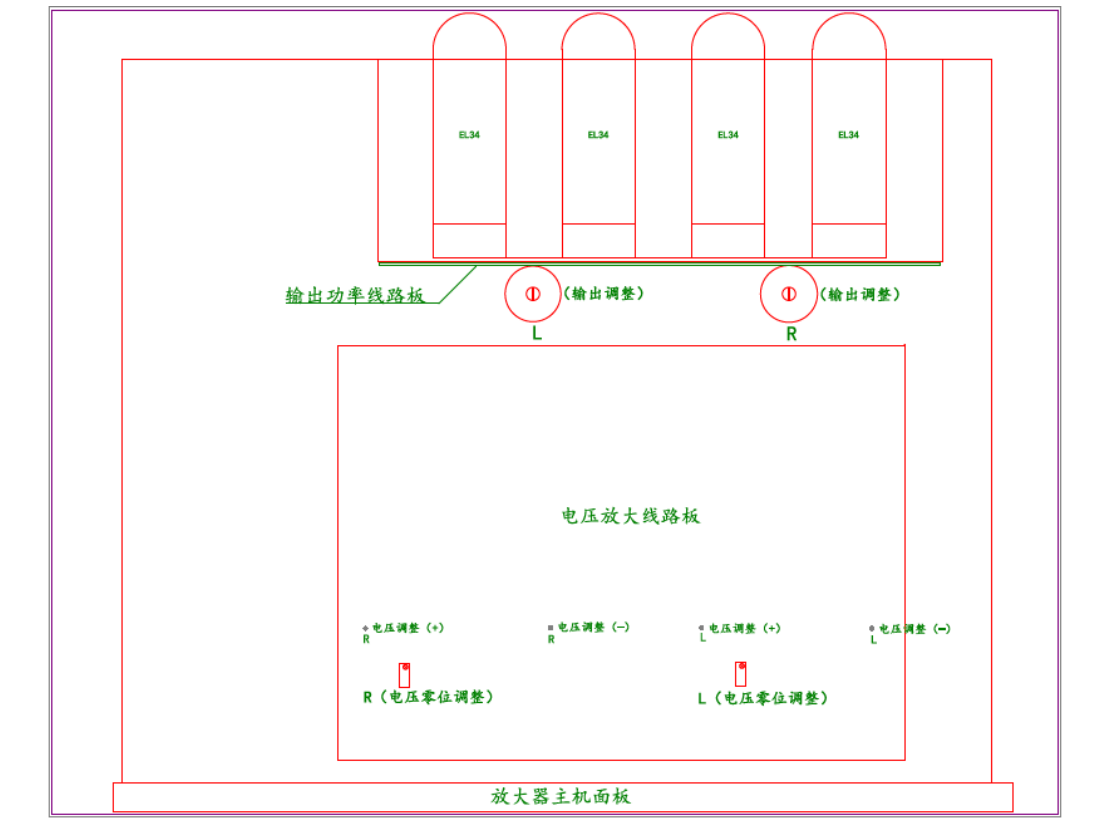 EL34 EL34 EL34 EL34
输出功率线路板
(输出调整)
(输出调整)
L
R
电压放大线路板
电压调整 (+)
R
电压调整 (—)
R
电压调整 (+)
L
电压调整 (—)
L
R (电压零位调整)
L (电压零位调整)
放大器主机面板